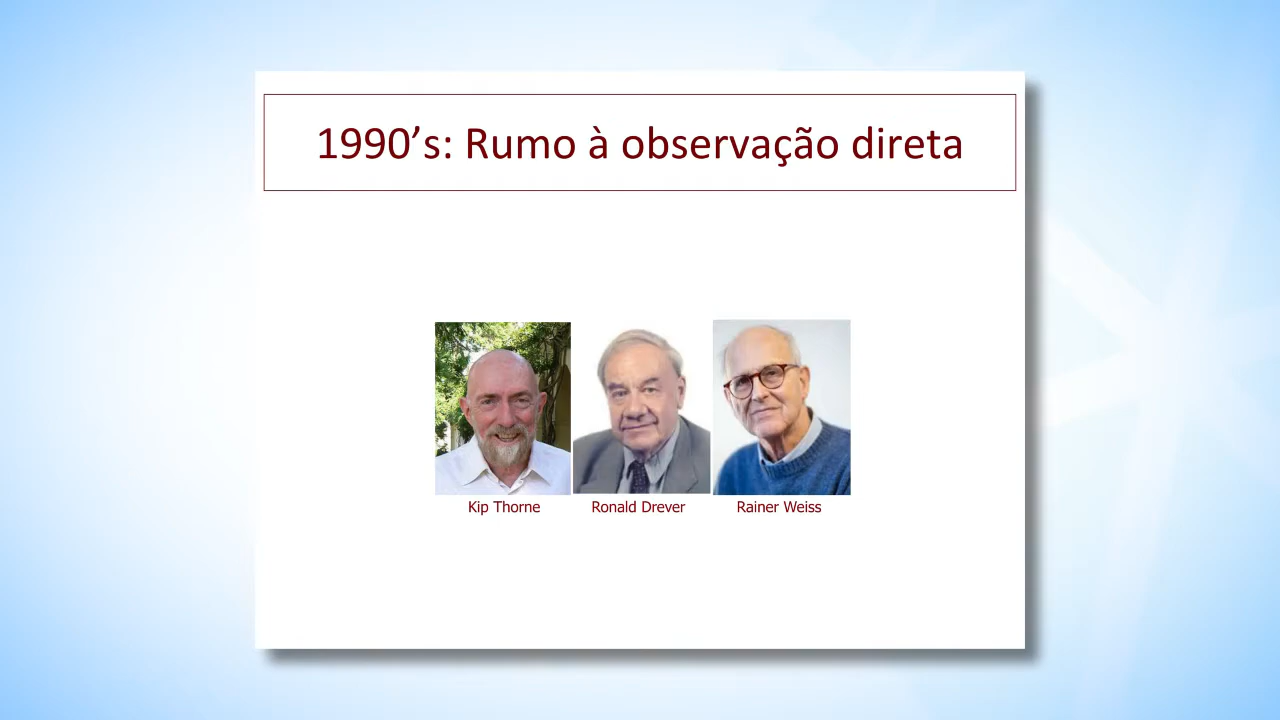 1990’s: Rumo à observação direta
Kip Thorne
Ronald Drever
Rainer Weiss